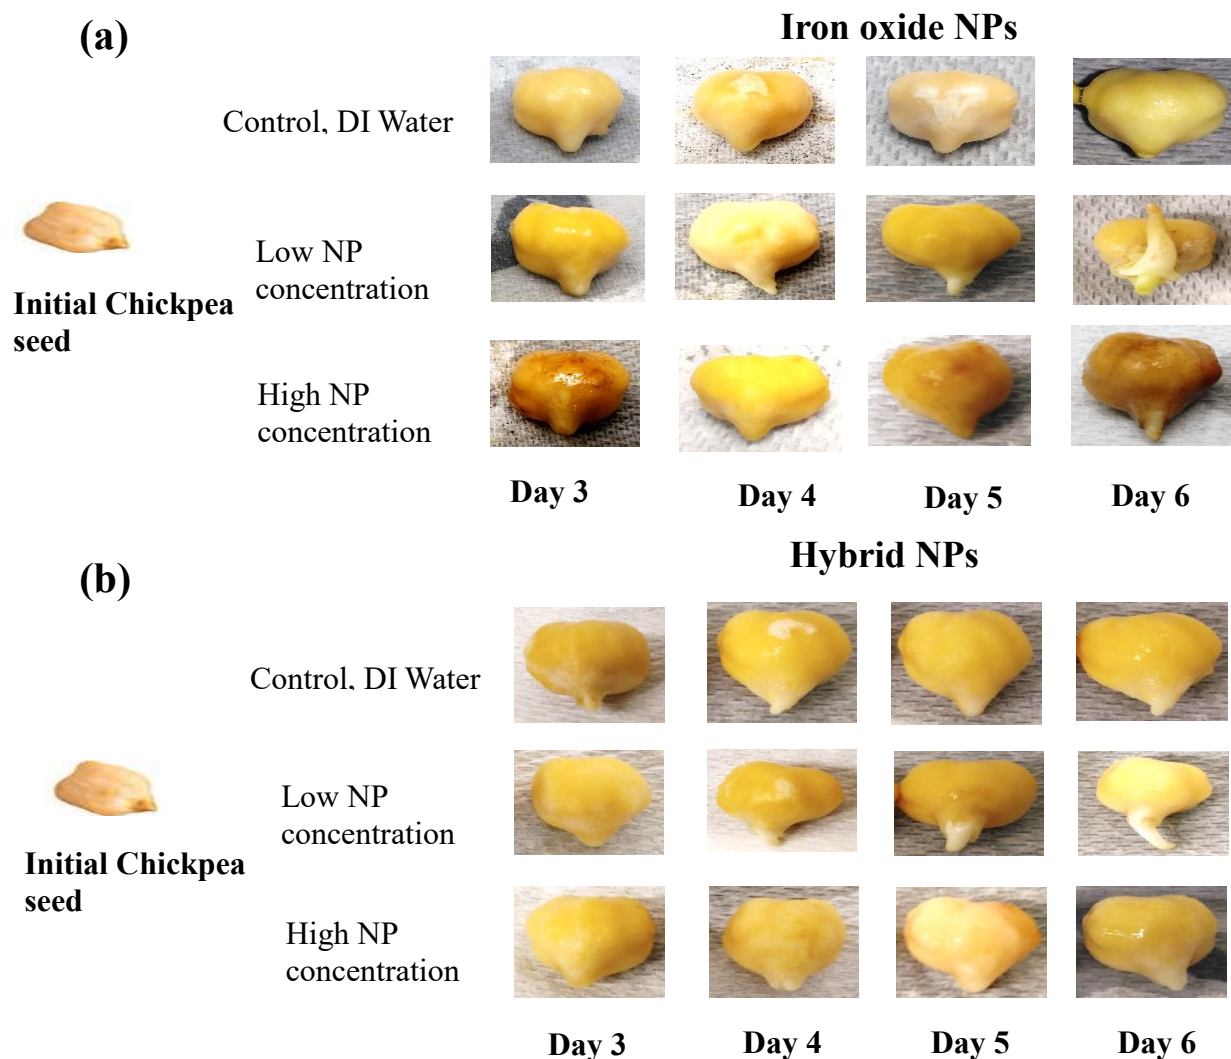 (a)
Iron oxide NPs
Control, DI Water
Low NP
concentration
Initial Chickpea
seed
High NP
concentration
Day 3
Day 4
Day 5
Day 6
(b)
Hybrid NPs
Control, DI Water
Low NP
concentration
Initial Chickpea
seed
High NP
concentration
Day 3
Day 4
Day 5
Day 6